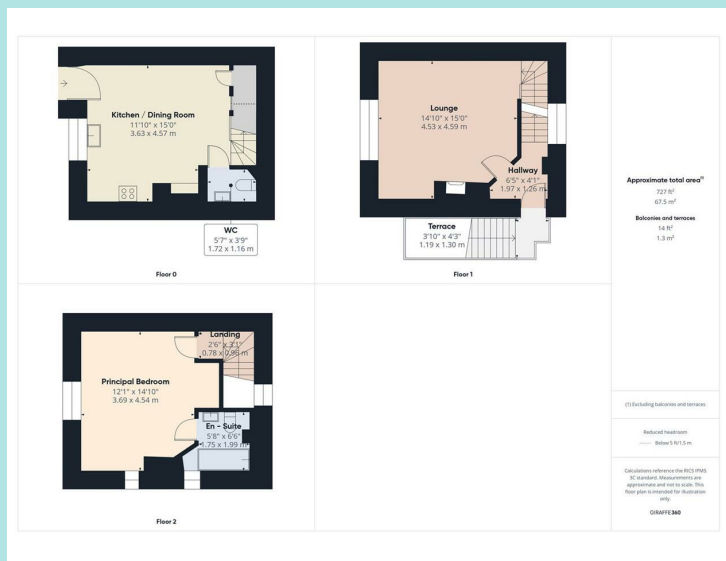 Kitchen / Dining Room
11'10" x 15'0"
3.63 x 4.57 m
WC
5'7" x 3'9"
1.72 x 1.16 m
Floor 0
Lounge
14'10" x 15'0"
4.53 x 4.59 m
Hallway
6'5" x 4'1"
1.97 x 1.26 m
Terrace
3'10" x 4'3"
1.19 x 1.30 m
Floor 1
Landing
2'6" x 3'1"
0.78 x 0.96 m
Principal Bedroom
12'1" x 14'10"
3.69 x 4.54 m
En - Suite
5'8" x 6'6"
1.75 x 1.99 m
Floor 2
Approximate total area(1)
727 ft²
67.5 m²
Balconies and terraces
14 ft²
1.3 m²
(1) Excluding balconies and terraces
Reduced headroom
Below 5 ft/1.5 m
Calculations reference the RICS IPMS
3C standard. Measurements are
approximate and not to scale. This
floor plan is intended for illustration
only.
GIRAFFE360